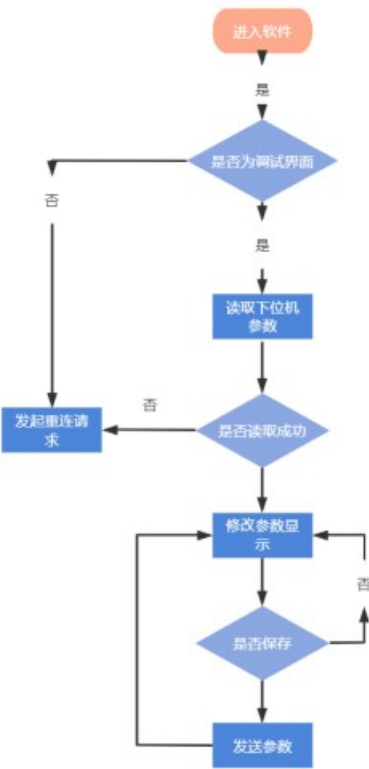 进入软件
是
是否为调试界面
否
是
读取下位机
参数
否
发起重连请
求
是否读取成功
修改参数显
示
否
是否保存
发送参数